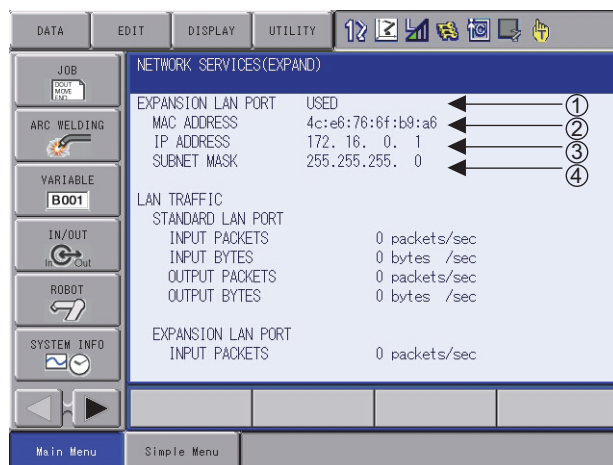 DATA EDIT DISPLAY UTILITY
JOB
DOUT
MOVE
END
ARC WELDING
VARIABLE
B001
IN/OUT
In Out
ROBOT
SYSTEM INFO
NETWORK SERVICES(EXPAND)
EXPANSION LAN PORT USED ①
MAC ADDRESS 4c:e6:76:6f:b9:a6 ②
IP ADDRESS 172. 16. 0. 1 ③
SUBNET MASK 255.255.255. 0 ④
LAN TRAFFIC
STANDARD LAN PORT
INPUT PACKETS 0 packets/sec
INPUT BYTES 0 bytes /sec
OUTPUT PACKETS 0 packets/sec
OUTPUT BYTES 0 bytes /sec
EXPANSION LAN PORT
INPUT PACKETS 0 packets/sec
Main Menu Simple Menu